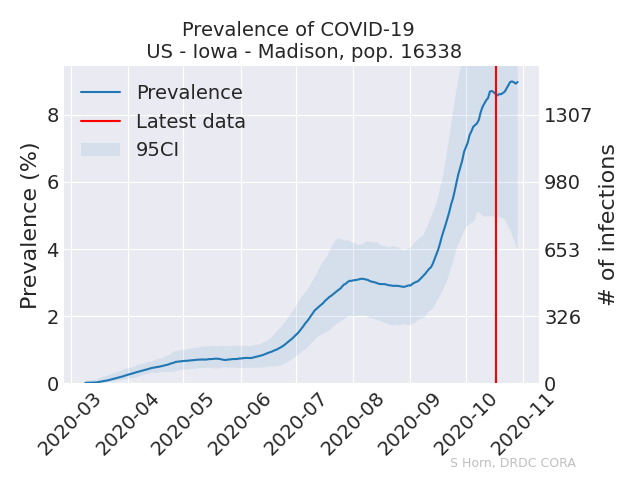 Prevalence of COVID-19
US - Iowa - Madison, pop. 16338
Prevalence
Latest data
95CI
Prevalence (%)
8
6
4
2
0
1307
980
653
326
0
# of infections
2020-03
2020-04
2020-05
2020-06
2020-07
2020-08
2020-09
2020-10
2020-11
S Horn, DRDC CORA